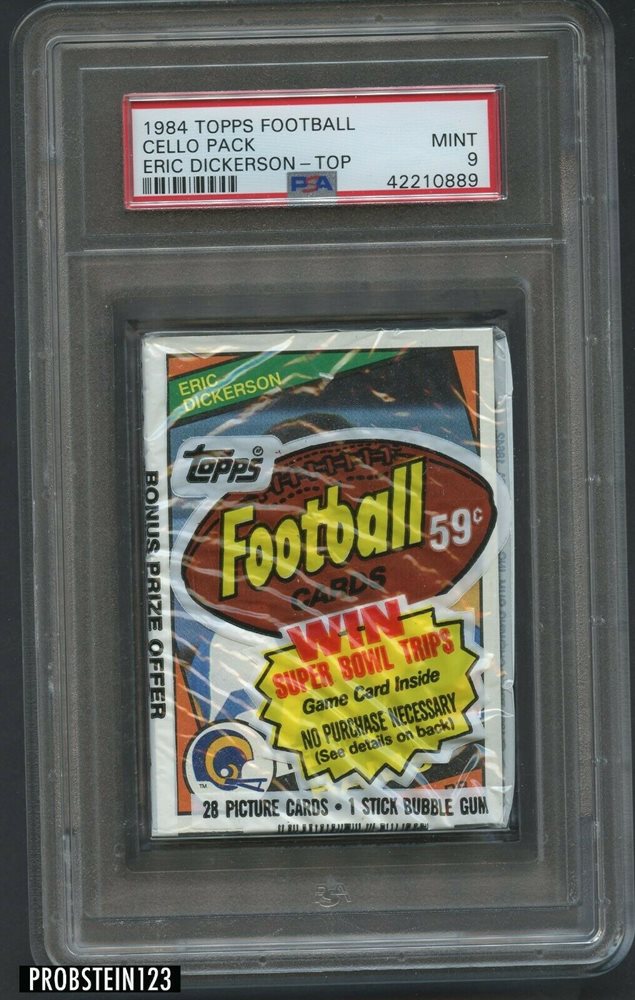 1984 TOPPS FOOTBALL
CELLO PACK MINT
ERIC DICKERSON-TOP 9
PSA 42210889
ERIC
DICKERSON
topps
Football 59¢
CARDS
BONUS PRIZE OFFER
WIN
SUPER BOWL TRIPS
Game Card Inside
NO PURCHASE NECESSARY
(See details on back)
TM
28 PICTURE CARDS • 1 STICK BUBBLE GUM
PSA
PROBSTEIN123